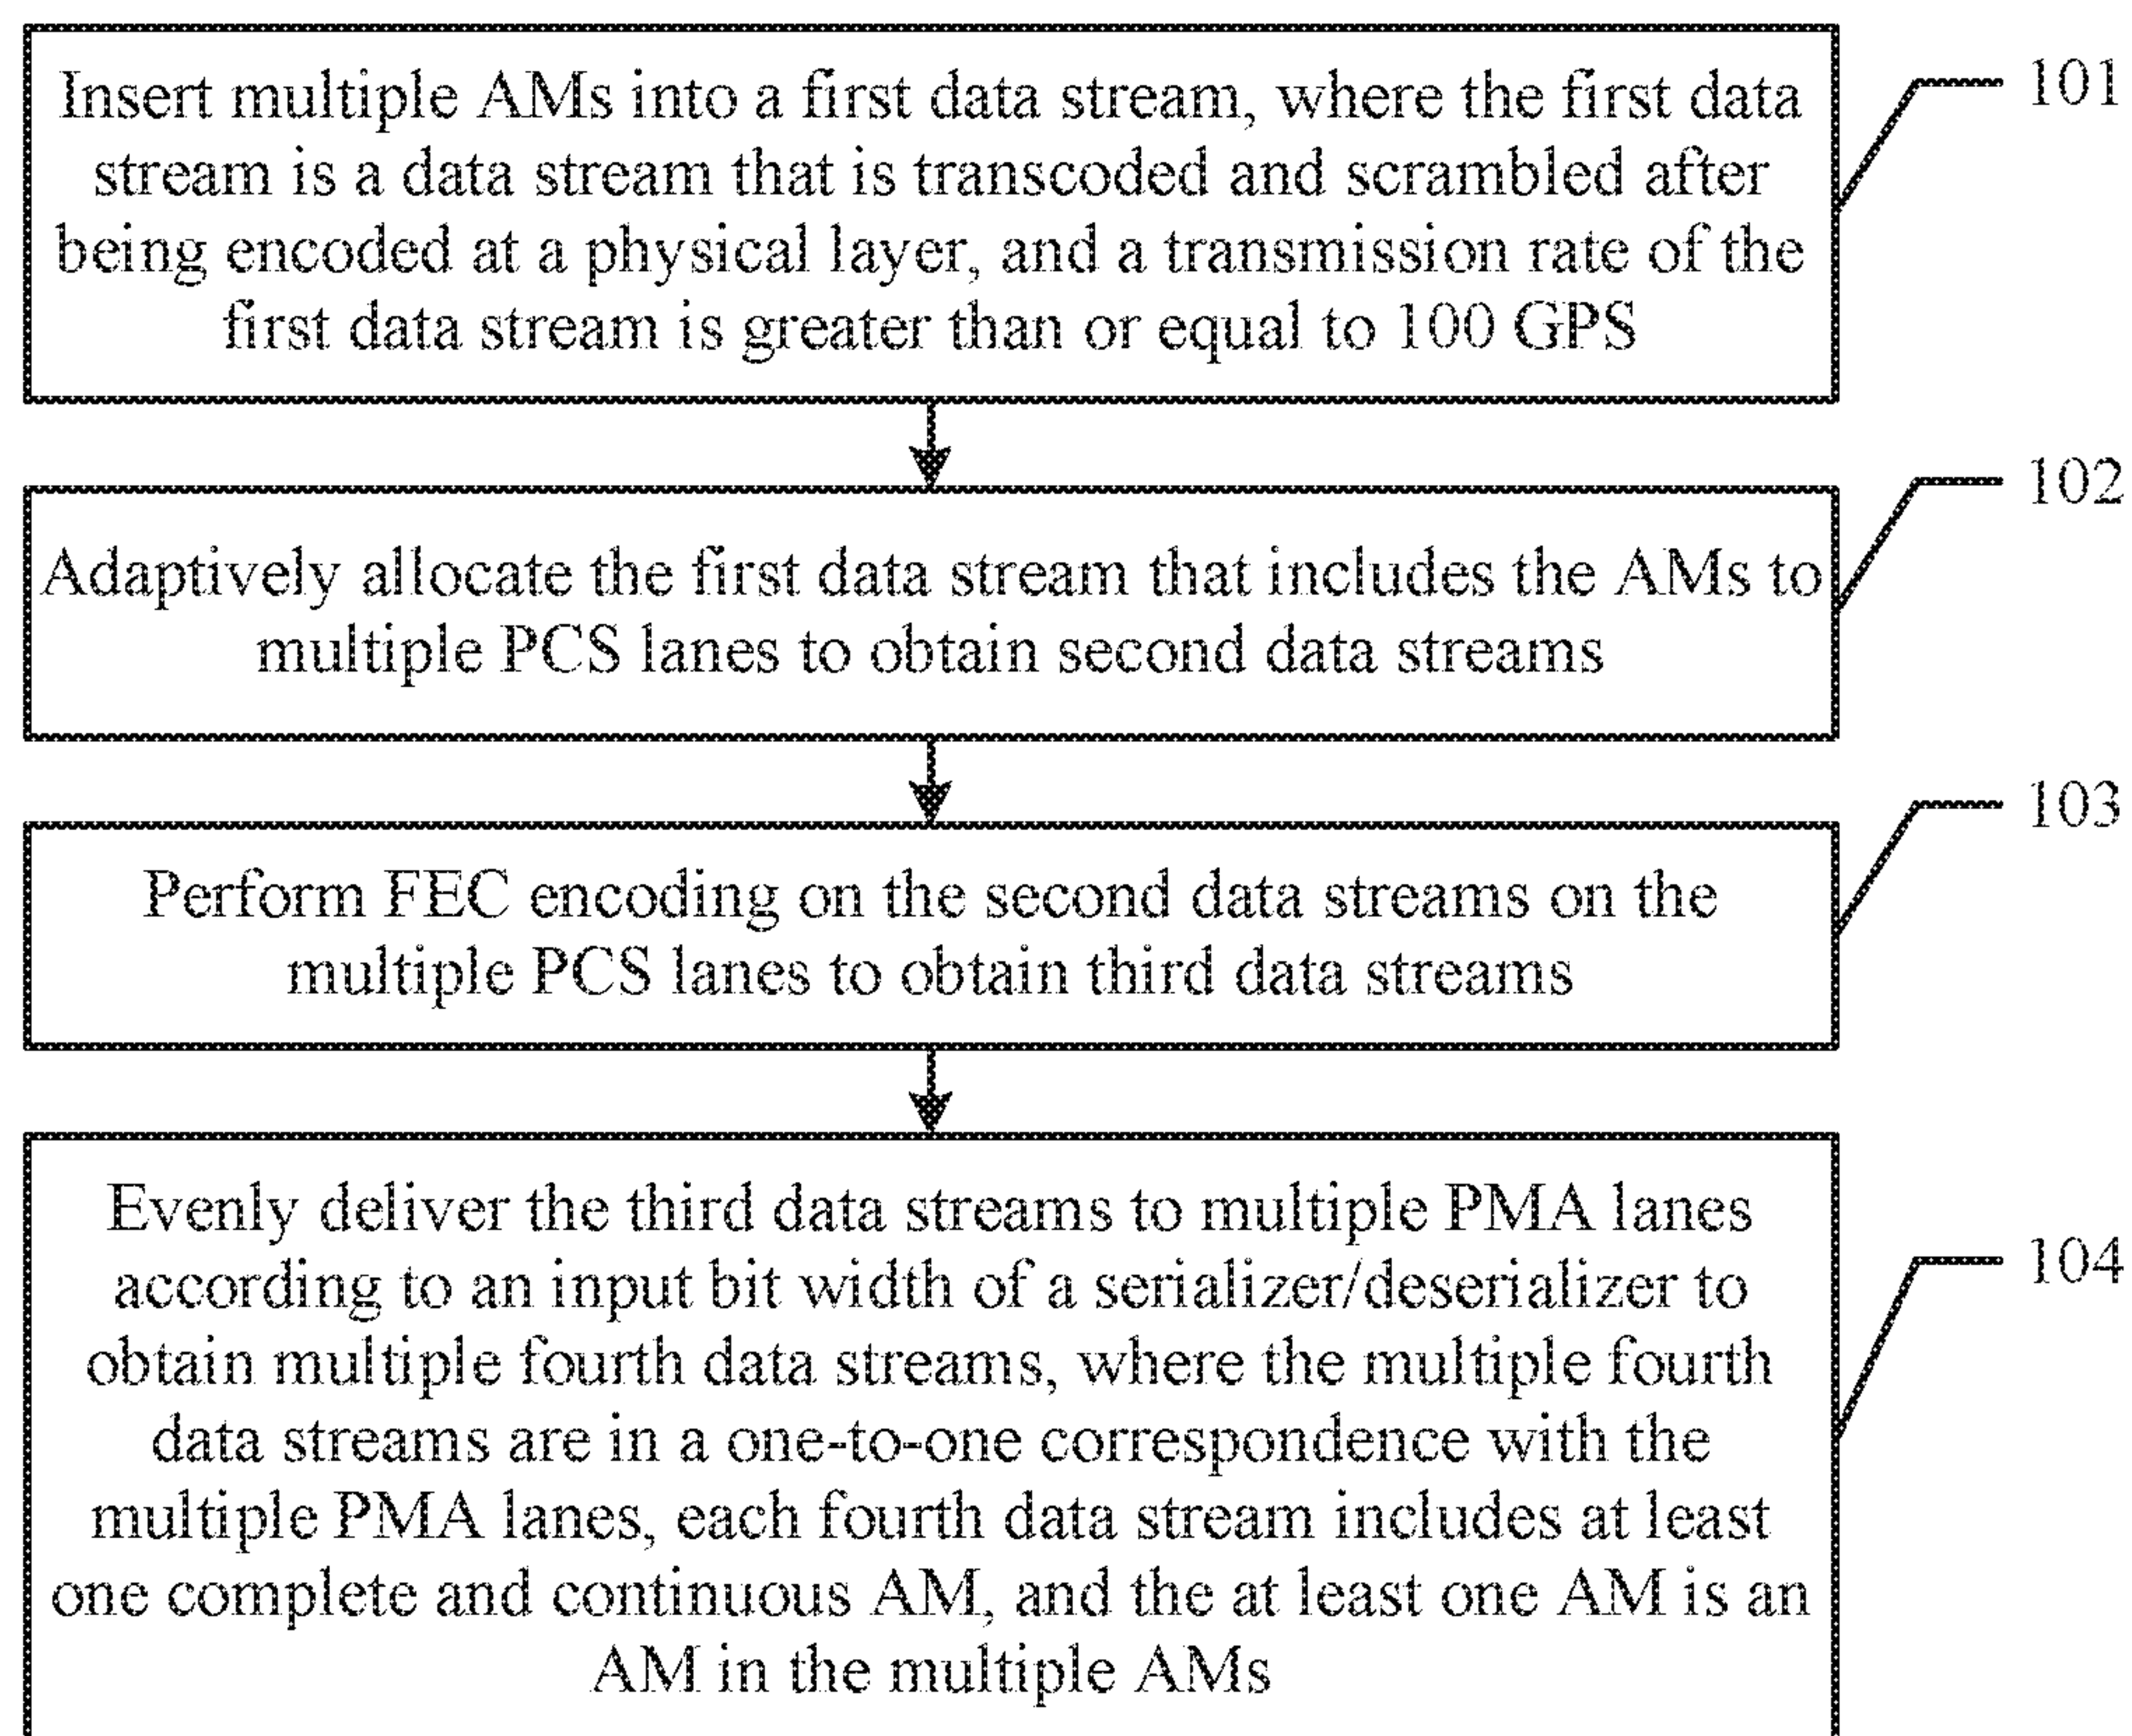 Insert multiple AMs into a first data stream, where the first data
stream is a data stream that is transcoded and scrambled after
being encoded at a physical layer, and a transmission rate of the
first data stream is greater than or equal to 100 GPS
101
Adaptively allocate the first data stream that includes the AMs to
multiple PCS lanes to obtain second data streams
102
Perform FEC encoding on the second data streams on the
multiple PCS lanes to obtain third data streams
103
Evenly deliver the third data streams to multiple PMA lanes
according to an input bit width of a serializer/deserializer to
obtain multiple fourth data streams, where the multiple fourth
data streams are in a one-to-one correspondence with the
multiple PMA lanes, each fourth data stream includes at least
one complete and continuous AM, and the at least one AM is an
AM in the multiple AMs
104